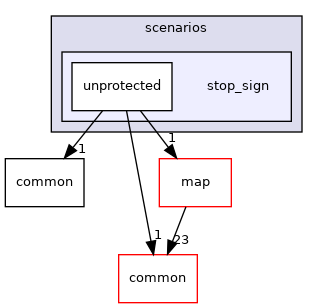 scenarios
unprotected
stop_sign
1
1
common
map
1
23
common